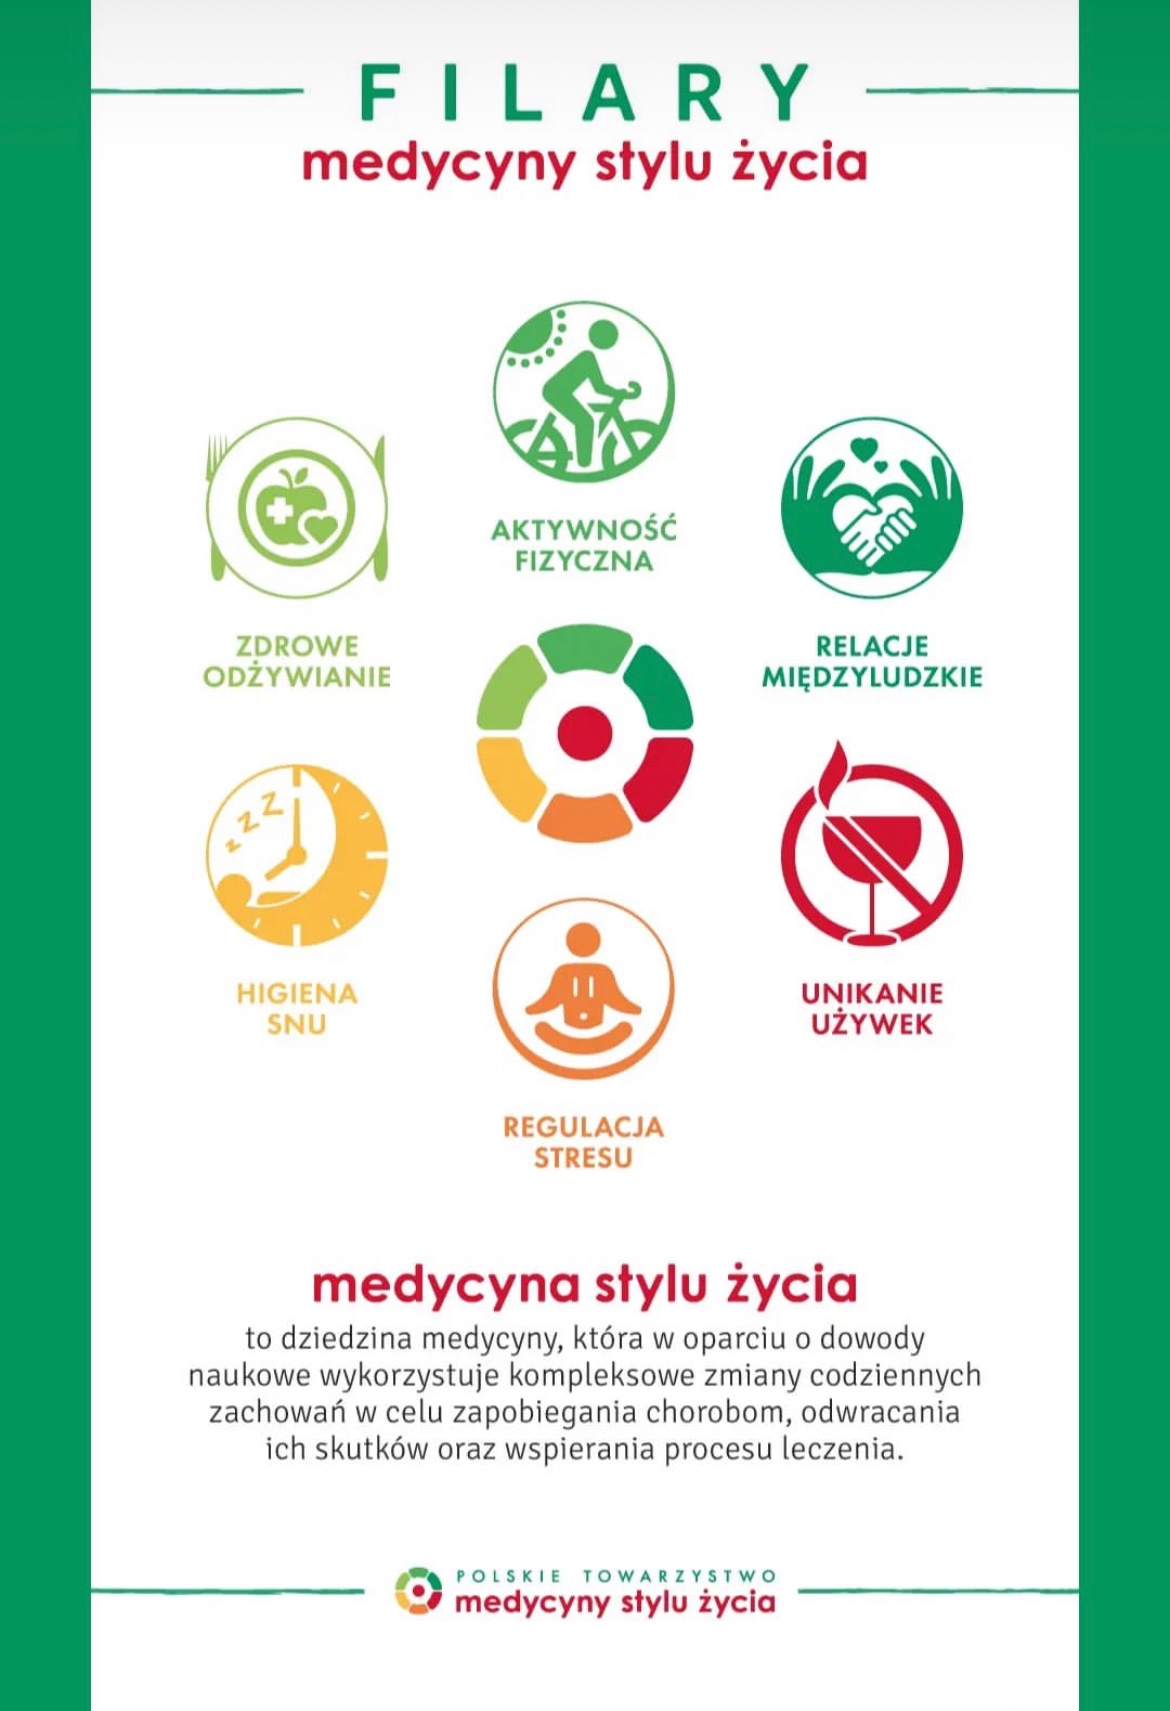 FILARY
medycyny stylu życia
AKTYWNOŚĆ
FIZYCZNA
ZDROWE
ODŻYWIANIE
RELACJE
MIĘDZYLUDZKIE
zzZ
HIGIENA
SNU
UNIKANIE
UŻYWEK
REGULACJA
STRESU
medycyna stylu życia
to dziedzina medycyny, która w oparciu o dowody
naukowe wykorzystuje kompleksowe zmiany codziennych
zachowań w celu zapobiegania chorobom, odwracania
ich skutków oraz wspierania procesu leczenia.
POLSKIE TOWARZYSTWO
medycyny stylu życia